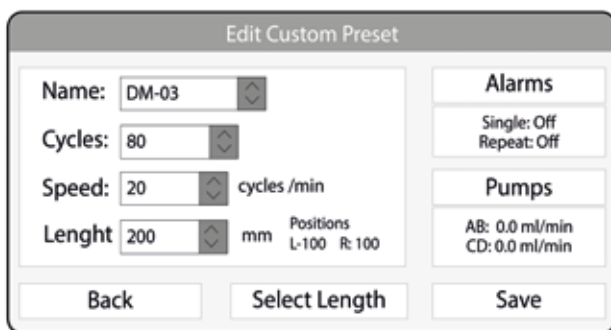 Edit Custom Preset
Name: DM-03
Cycles: 80
Speed: 20 cycles /min
Lenght 200 mm
Positions
L-100 R: 100
Alarms
Single: Off
Repeat: Off
Pumps
AB: 0.0 ml/min
CD: 0.0 ml/min
Back
Select Length
Save